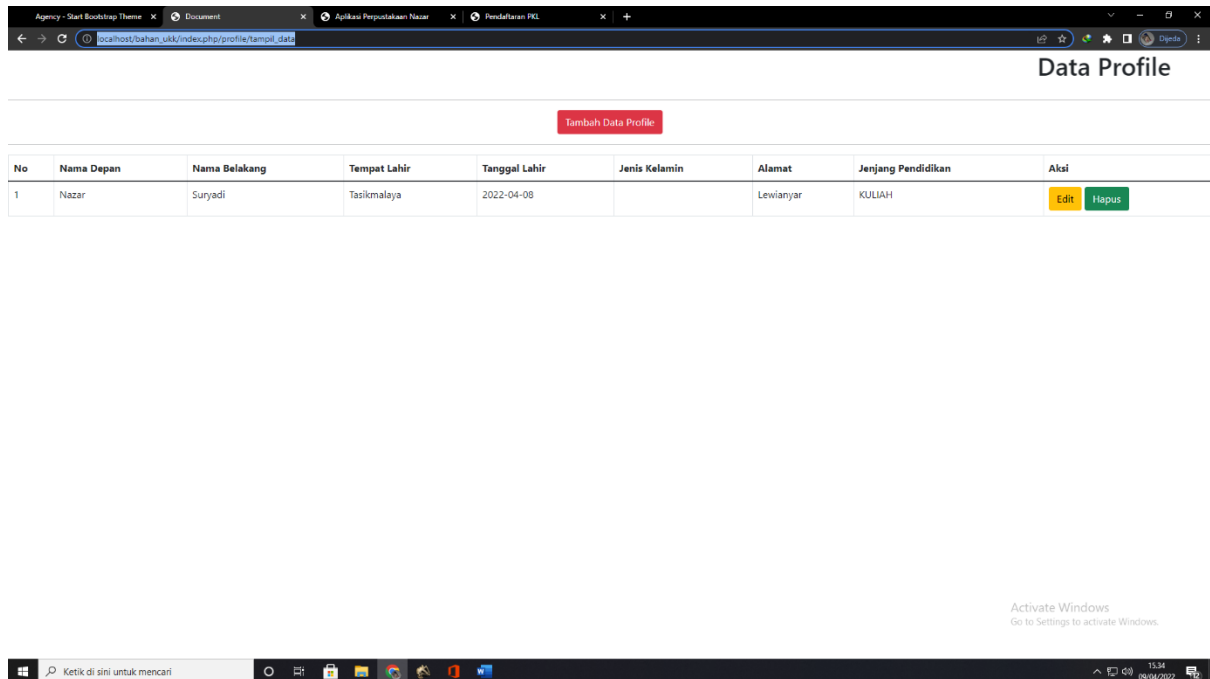 Agency - Start Bootstrap Theme Document Aplikasi Perpustakaan Nazar Pendaftaran PKL
localhost/bahan_ukk/index.php/profile/tampil_data Dijeda
Data Profile
Tambah Data Profile
No Nama Depan Nama Belakang Tempat Lahir Tanggal Lahir Jenis Kelamin Alamat Jenjang Pendidikan Aksi
1 Nazar Suryadi Tasikmalaya 2022-04-08 Lewianyar KULIAH Edit Hapus
Activate Windows
Go to Settings to activate Windows.
Ketik di sini untuk mencari 15.34
09/04/2022